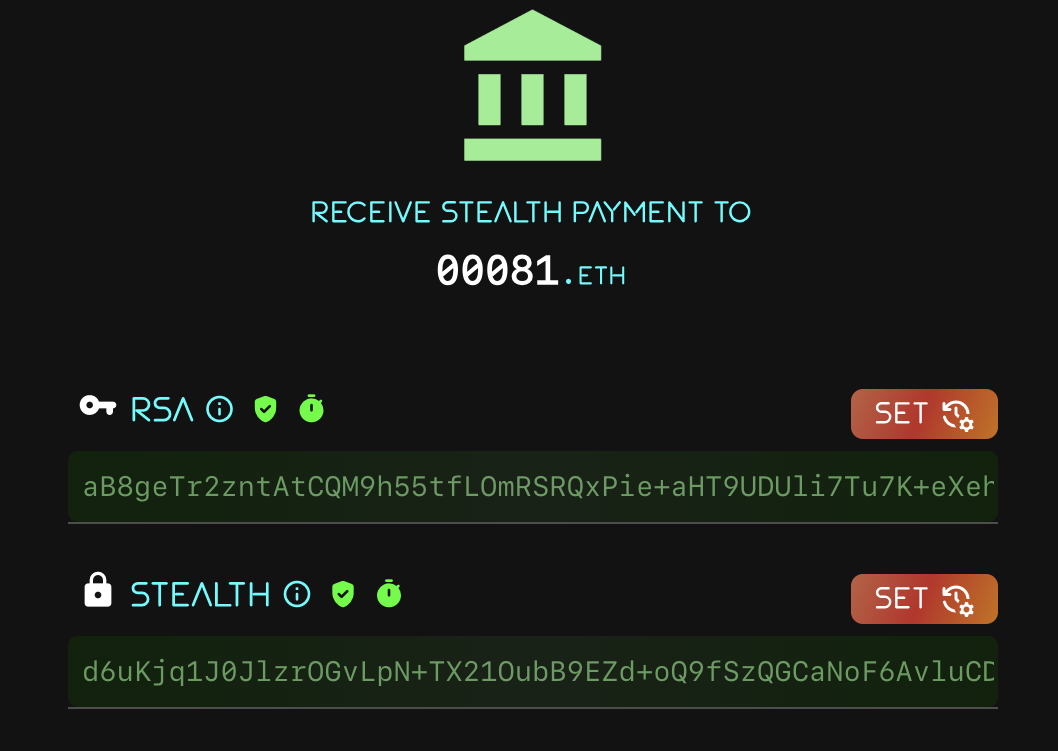 RECEIVE STEALTH PAYMENT TO
00081.ETH
RSA
SET
aB8geTr2zntAtCQM9h55tfLOmRSRQxPie+aHT9UDUli7Tu7K+eXeh
STEALTH
SET
d6uKjq1J0JlzrOGvLpN+TX21OubB9EZd+oQ9fSzQGCaNoF6AvluCD